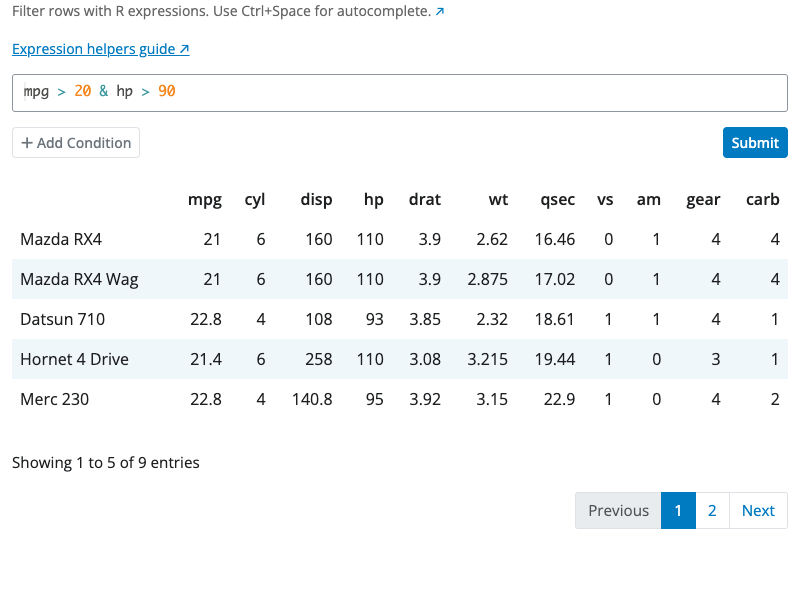 Filter rows with R expressions. Use Ctrl+Space for autocomplete. ↗
Expression helpers guide ↗
mpg > 20 & hp > 90
+ Add Condition Submit
mpg cyl disp hp drat wt qsec vs am gear carb
Mazda RX4 21 6 160 110 3.9 2.62 16.46 0 1 4 4
Mazda RX4 Wag 21 6 160 110 3.9 2.875 17.02 0 1 4 4
Datsun 710 22.8 4 108 93 3.85 2.32 18.61 1 1 4 1
Hornet 4 Drive 21.4 6 258 110 3.08 3.215 19.44 1 0 3 1
Merc 230 22.8 4 140.8 95 3.92 3.15 22.9 1 0 4 2
Showing 1 to 5 of 9 entries
Previous 1 2 Next